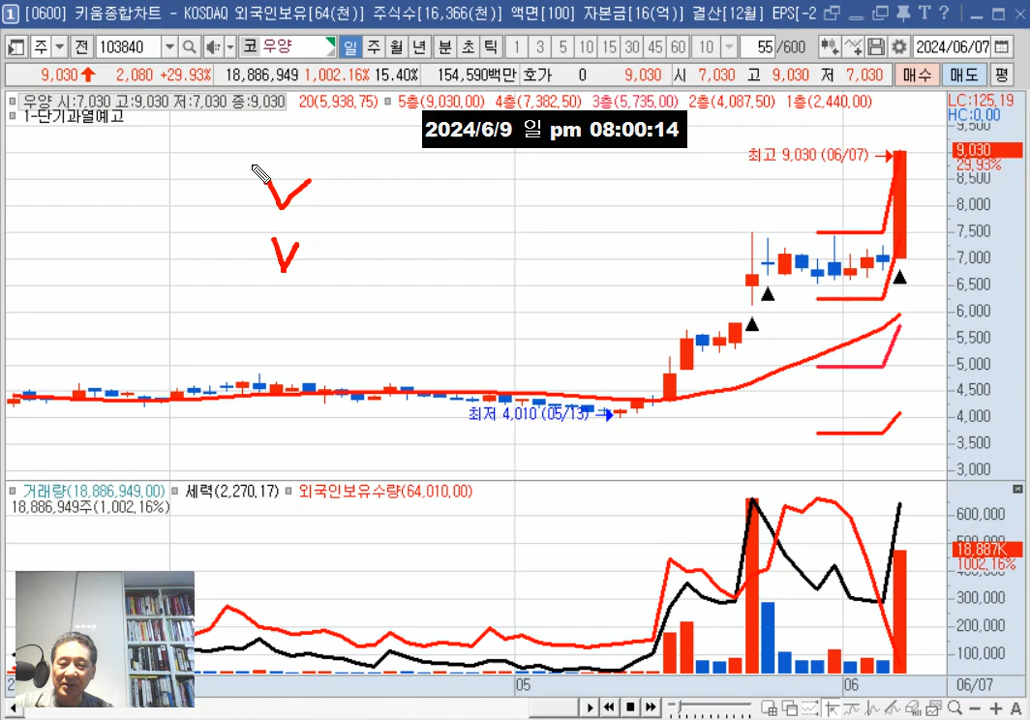 [0600] 키움종합차트 - KOSDAQ 외국인보유[64(천)] 주식수[16,366(천)] 액면[100] 자본금[16(억)] 결산[12월] EPS[-2
주 전 103840 코 우양 일 주 월 년 분 초 틱 1 3 5 10 15 30 45 60 10 55 /600 2024/06/07
9,030 2,080 +29.93% 18,886,949 1,002.16% 15.40% 154,590백만 호가 0 9,030 시 7,030 고 9,030 저 7,030 매수 매도 평
우양 시:7,030 고:9,030 저:7,030 종:9,030 20(5,938,75) 5층(9,030,00) 4층(7,382,50) 3층(5,735,00) 2층(4,087,50) 1층(2,440,00) LC:125,19
1-단기과열예고 HC:0,00
2024/6/9 일 pm 08:00:14
9,500
최고 9,030 (06/07) 9,030
29.93%
8,500
8,000
7,500
7,000
6,500
6,000
5,500
5,000
4,500
최저 4,010 (05/13) 4,000
3,500
3,000
거래량(18,886,949,00) 세력(2,270,17) 외국인보유수량(64,010,00)
18,886,949주(1,002,16%)
600,000
18,887K
1002,16%
300,000
200,000
100,000
05 06 06/07